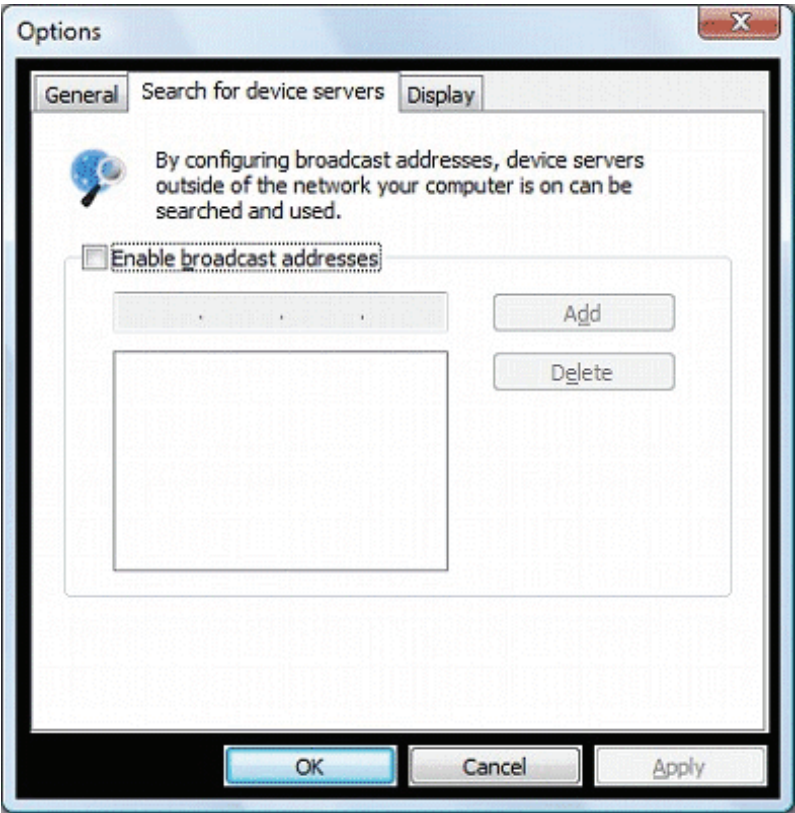 Options
General
Search for device servers
Display
By configuring broadcast addresses, device servers
outside of the network your computer is on can be
searched and used.
Enable broadcast addresses
. . .
Add
Delete
OK
Cancel
Apply